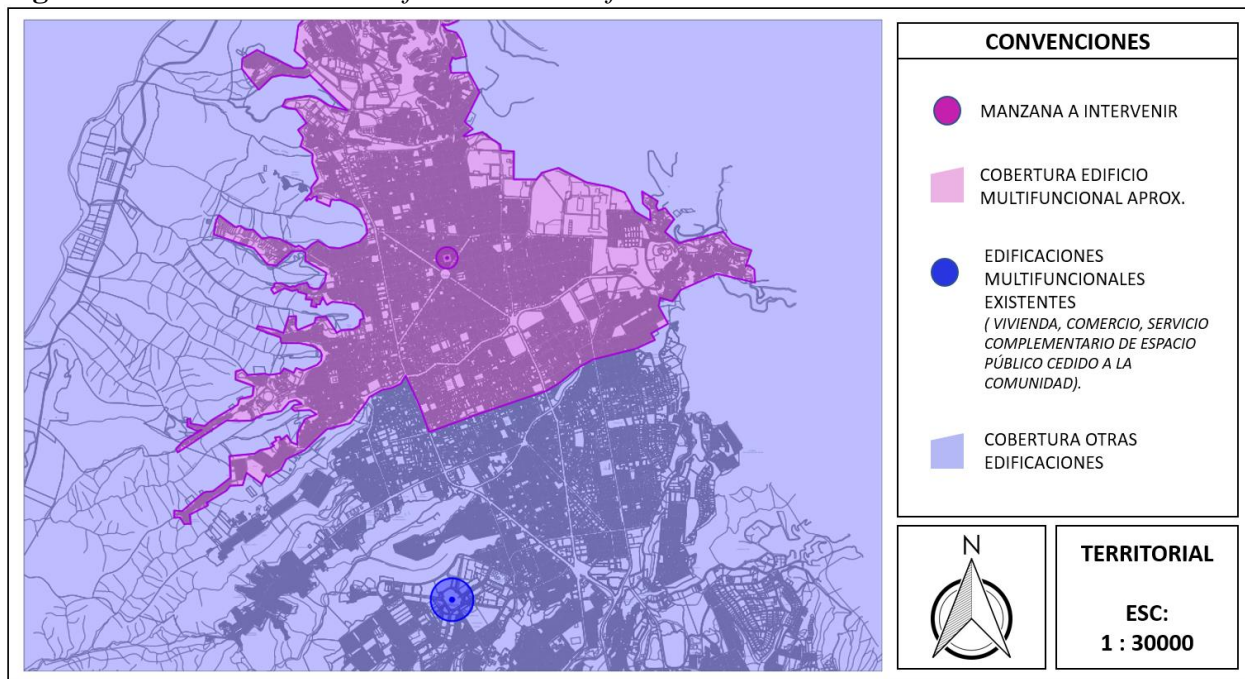 CONVENCIONES
MANZANA A INTERVENIR
COBERTURA EDIFICIO
MULTIFUNCIONAL APROX.
EDIFICACIONES
MULTIFUNCIONALES
EXISTENTES
( VIVIENDA, COMERCIO, SERVICIO
COMPLEMENTARIO DE ESPACIO
PÚBLICO CEDIDO A LA
COMUNIDAD).
COBERTURA OTRAS
EDIFICACIONES
N
TERRITORIAL
ESC:
1 : 30000